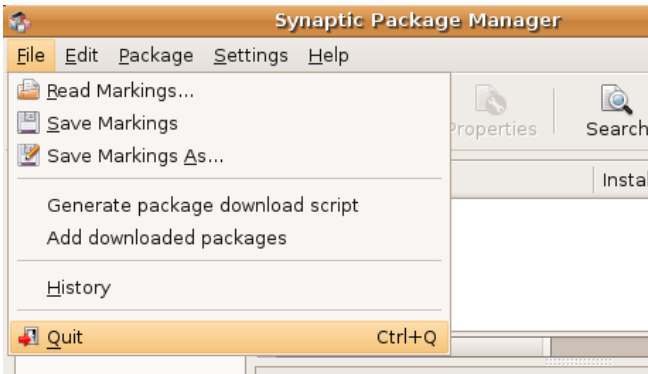 Synaptic Package Manager
File Edit Package Settings Help
Read Markings...
Save Markings
Properties Search
Save Markings As...
Generate package download script
Add downloaded packages
History
Quit Ctrl+Q